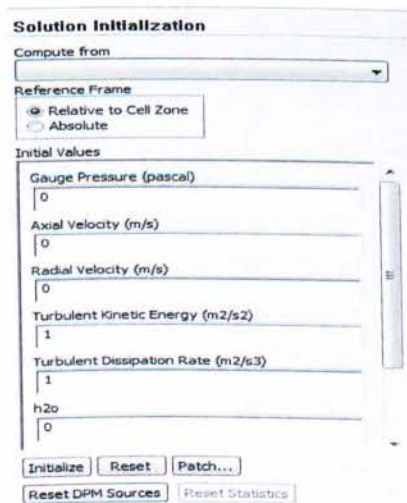 Solution Initialization
Compute from
Reference Frame
Relative to Cell Zone
Absolute
Initial Values
Gauge Pressure (pascal)
0
Axial Velocity (m/s)
0
Radial Velocity (m/s)
0
Turbulent Kinetic Energy (m2/s2)
1
Turbulent Dissipation Rate (m2/s3)
1
h2o
0
Initialize Reset Patch...
Reset DPM Sources Reset Statistics